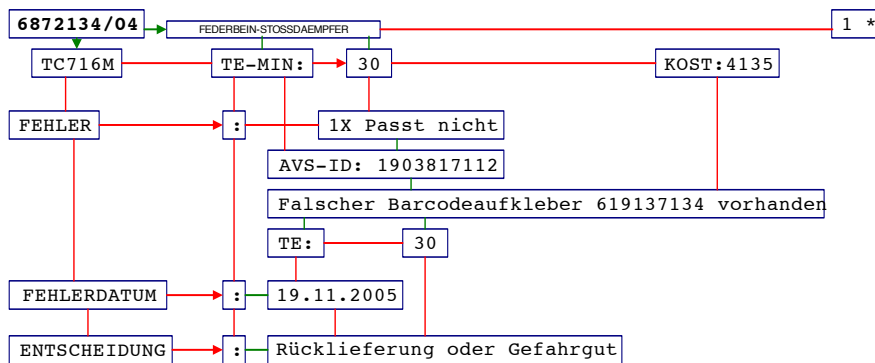 6872134/04 FEDERBEIN-STOSSDAEMPFER 1 *
TC716M TE-MIN: 30 KOST:4135
FEHLER : 1X Passt nicht
AVS-ID: 1903817112
Falscher Barcodeaufkleber 619137134 vorhanden
TE: 30
FEHLERDATUM : 19.11.2005
ENTSCHEIDUNG : Rücklieferung oder Gefahrgut